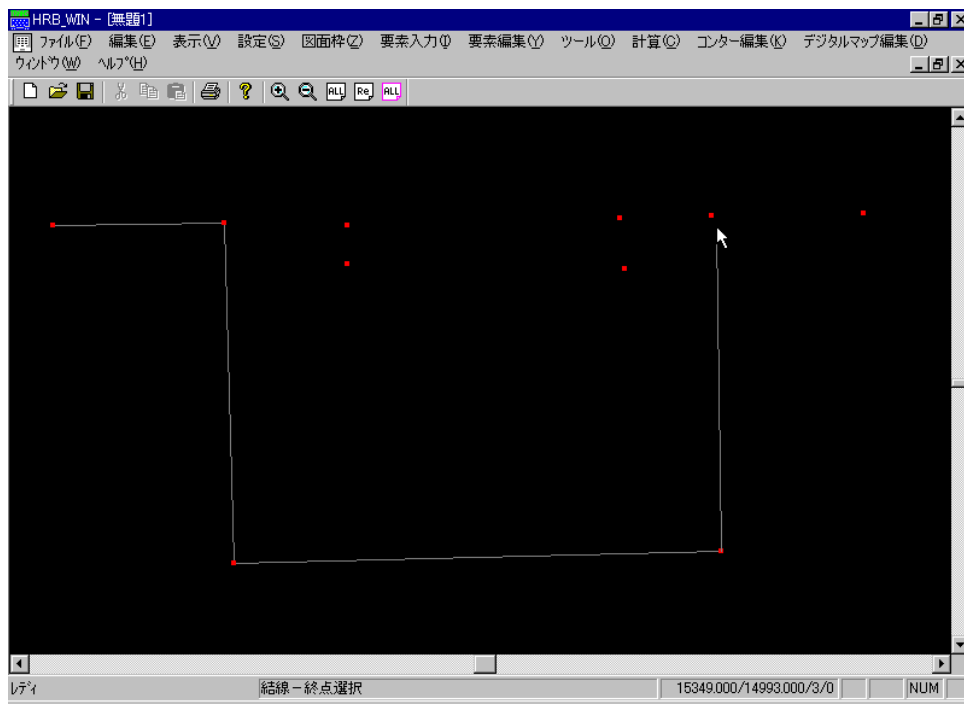 HRB_WIN - [無題1]
ファイル(F) 編集(E) 表示(V) 設定(S) 図面枠(Z) 要素入力(I) 要素編集(Y) ツール(O) 計算(C) コンター編集(K) デジタルマップ編集(D)
ウィンドウ(W) ヘルプ(H)
ALL Re ALL
レディ 結線-終点選択 15349.000/14993.000/3/0 NUM